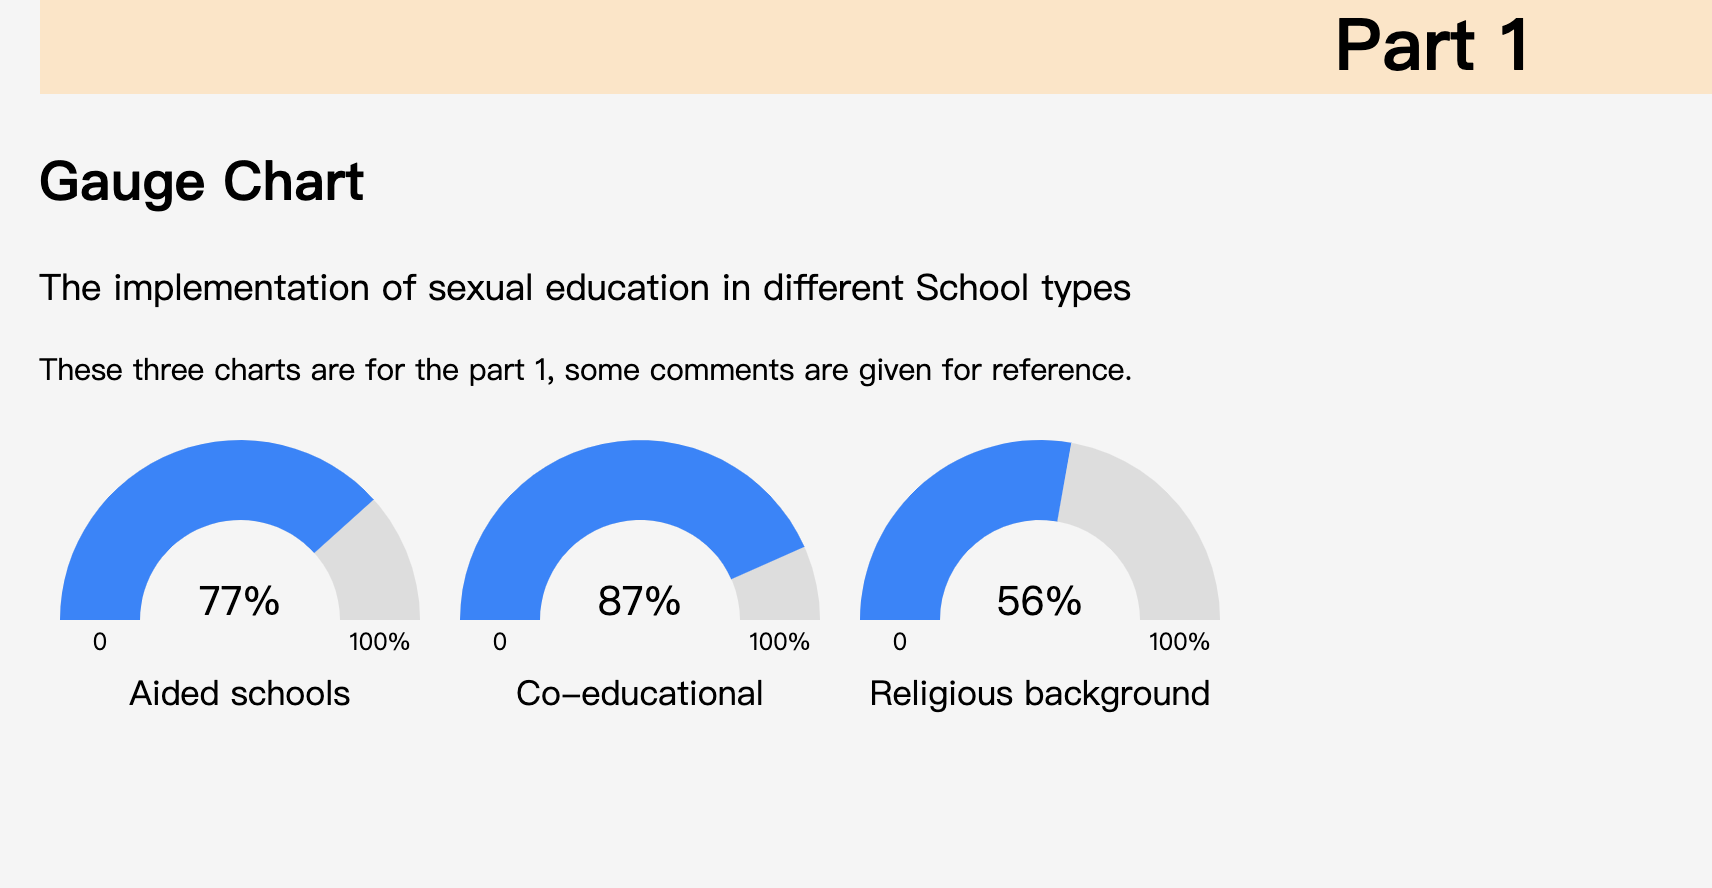 Part 1
Gauge Chart
The implementation of sexual education in different School types
These three charts are for the part 1, some comments are given for reference.
77%
0 100%
Aided schools
87%
0 100%
Co–educational
56%
0 100%
Religious background